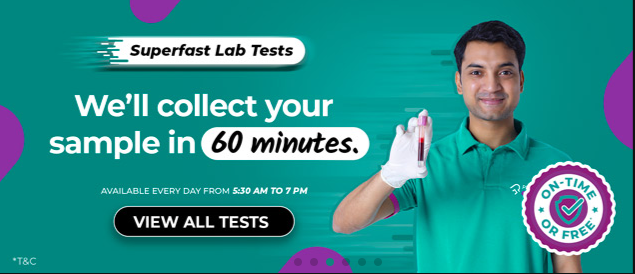 Superfast Lab Tests
We'll collect your
sample in 60 minutes.
AVAILABLE EVERY DAY FROM 5:30 AM TO 7 PM
VIEW ALL TESTS
ON-TIME
OR FREE*
*T&C